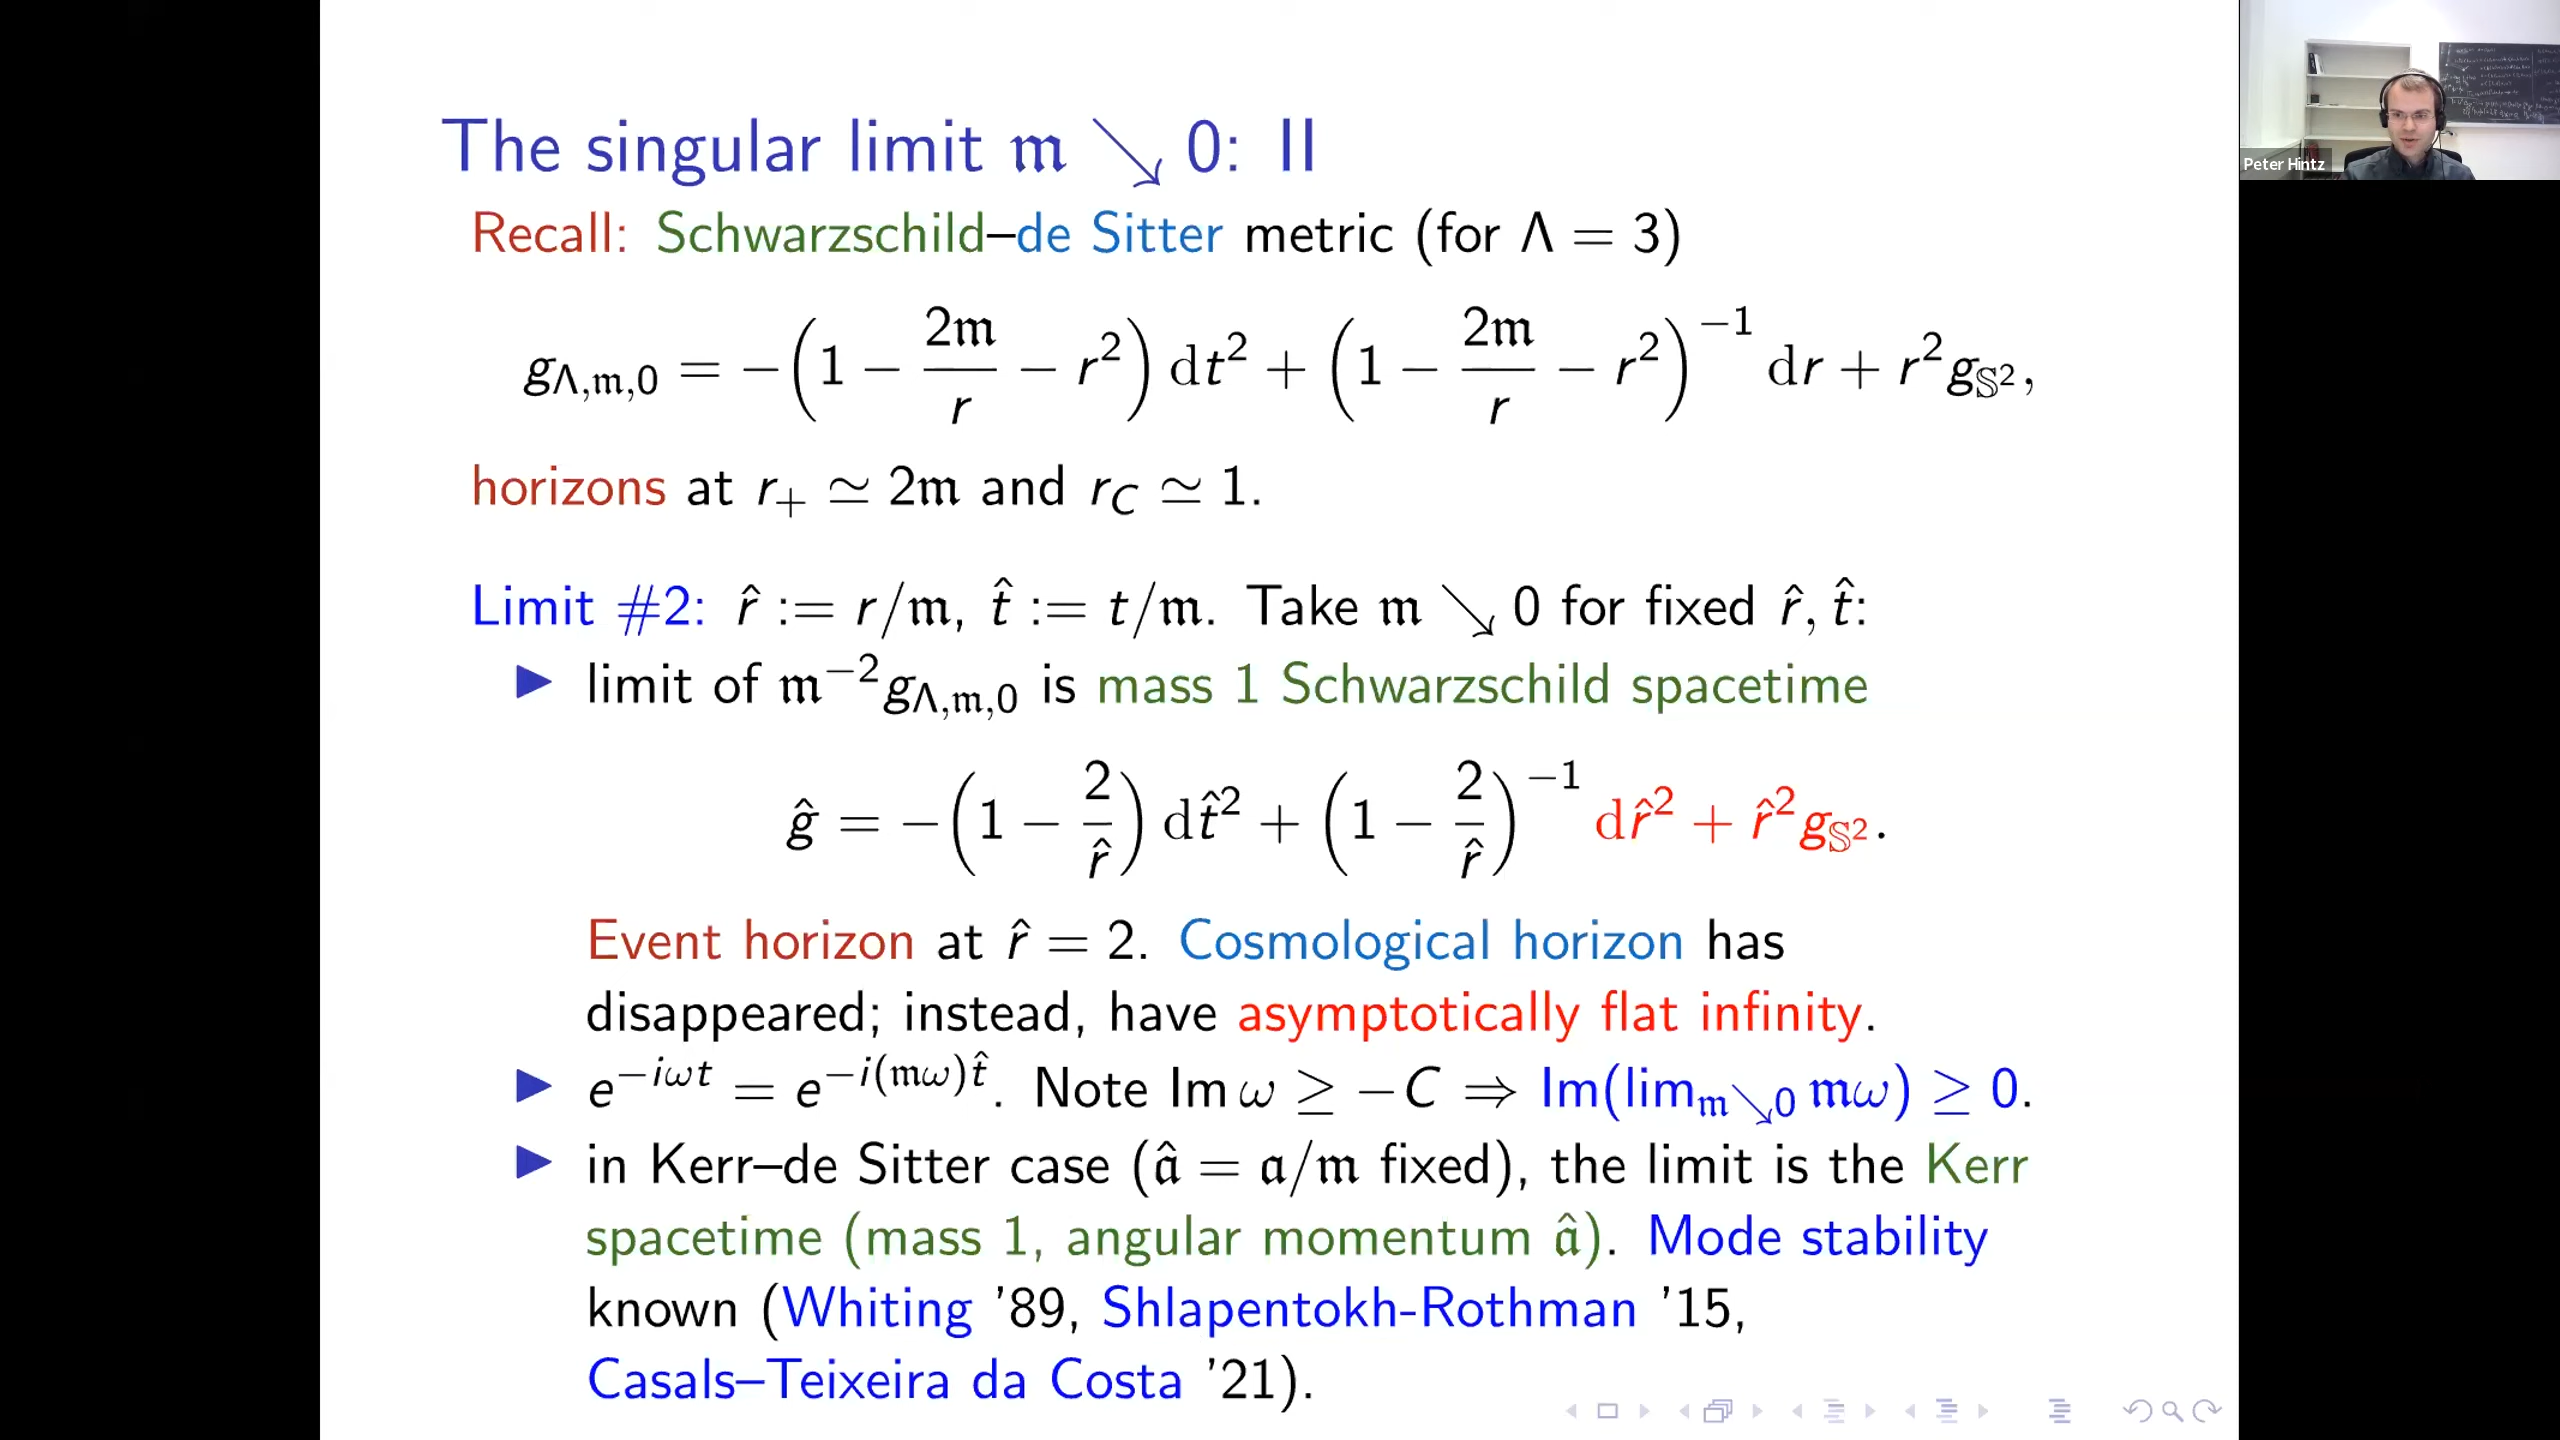 The singular limit 𝔪 ↘ 0: II
Recall: Schwarzschild–de Sitter metric (for Λ = 3)
g_{Λ,𝔪,0} = −(1 − 2𝔪/r − r²) dt² + (1 − 2𝔪/r − r²)⁻¹ dr + r²g_{𝕊²},
horizons at r₊ ≃ 2𝔪 and r_C ≃ 1.
Limit #2: r̂ := r/𝔪, t̂ := t/𝔪. Take 𝔪 ↘ 0 for fixed r̂, t̂:
▶ limit of 𝔪⁻²g_{Λ,𝔪,0} is mass 1 Schwarzschild spacetime
ĝ = −(1 − 2/r̂) dt̂² + (1 − 2/r̂)⁻¹ dr̂² + r̂²g_{𝕊²}.
Event horizon at r̂ = 2. Cosmological horizon has
disappeared; instead, have asymptotically flat infinity.
▶ e^{−iωt} = e^{−i(𝔪ω)t̂}. Note Im ω ≥ −C ⇒ Im(lim_{𝔪↘0} 𝔪ω) ≥ 0.
▶ in Kerr–de Sitter case (𝔞̂ = 𝔞/𝔪 fixed), the limit is the Kerr
spacetime (mass 1, angular momentum 𝔞̂). Mode stability
known (Whiting '89, Shlapentokh-Rothman '15,
Casals–Teixeira da Costa '21).
Peter Hintz